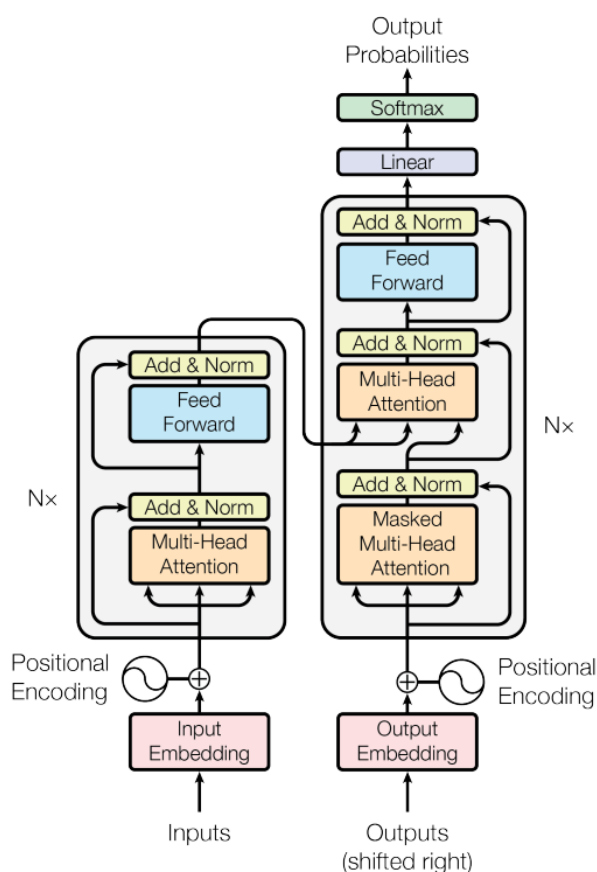 Output
Probabilities
Softmax
Linear
Add & Norm
Feed
Forward
Add & Norm
Multi-Head
Attention
Add & Norm
Masked
Multi-Head
Attention
N×
Add & Norm
Feed
Forward
Add & Norm
Multi-Head
Attention
N×
Positional
Encoding
Positional
Encoding
Input
Embedding
Output
Embedding
Inputs
Outputs
(shifted right)